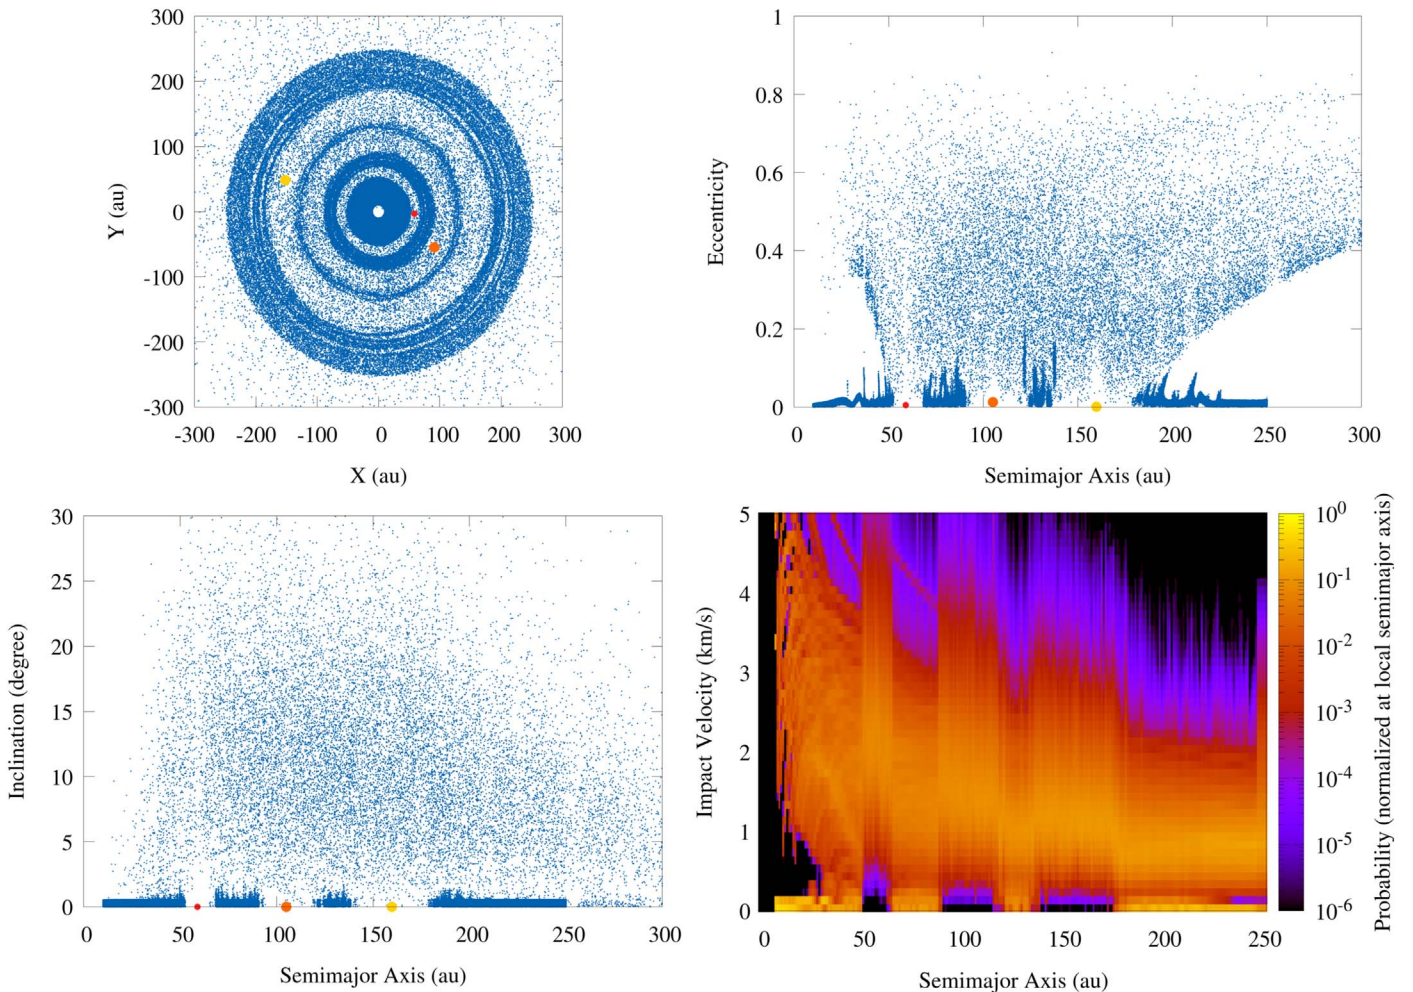 300
200
100
0
-100
-200
-300
Y (au)
-300 -200 -100 0 100 200 300
X (au)
1
0.8
0.6
0.4
0.2
0
Eccentricity
0 50 100 150 200 250 300
Semimajor Axis (au)
30
25
20
15
10
5
0
Inclination (degree)
0 50 100 150 200 250 300
Semimajor Axis (au)
5
4
3
2
1
0
Impact Velocity (km/s)
0 50 100 150 200 250
Semimajor Axis (au)
10^0
10^-1
10^-2
10^-3
10^-4
10^-5
10^-6
Probability (normalized at local semimajor axis)